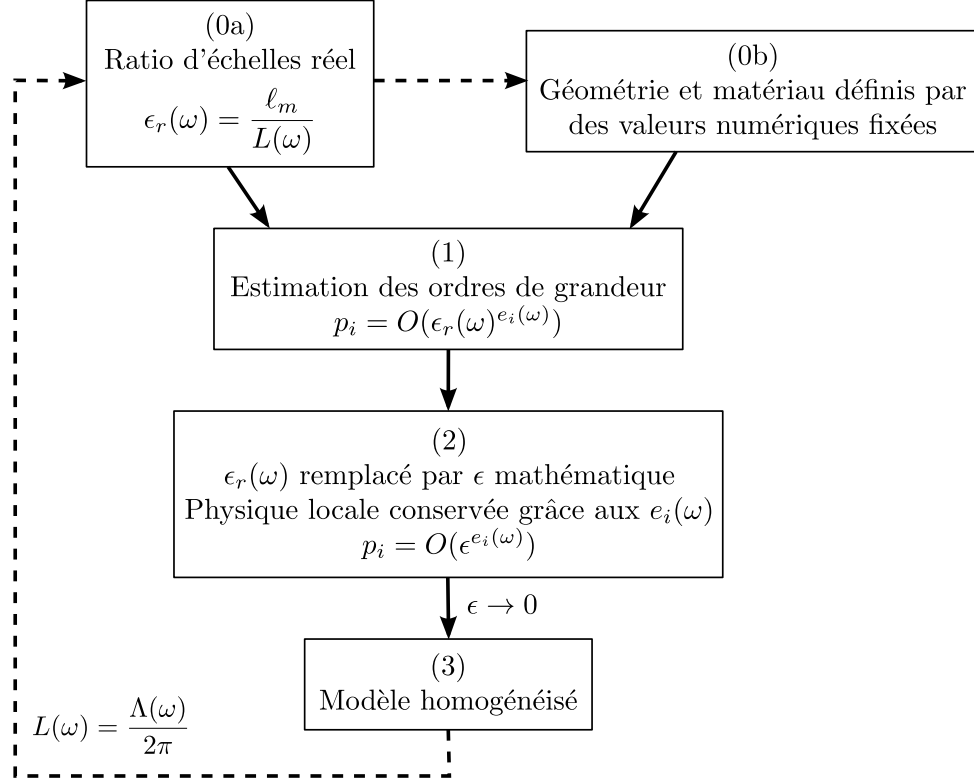 (0a)
Ratio d'échelles réel
ϵ_r(ω) = ℓ_m / L(ω)
(0b)
Géométrie et matériau définis par
des valeurs numériques fixées
(1)
Estimation des ordres de grandeur
p_i = O(ϵ_r(ω)^{e_i(ω)})
(2)
ϵ_r(ω) remplacé par ϵ mathématique
Physique locale conservée grâce aux e_i(ω)
p_i = O(ϵ^{e_i(ω)})
ϵ → 0
(3)
Modèle homogénéisé
L(ω) = Λ(ω) / 2π